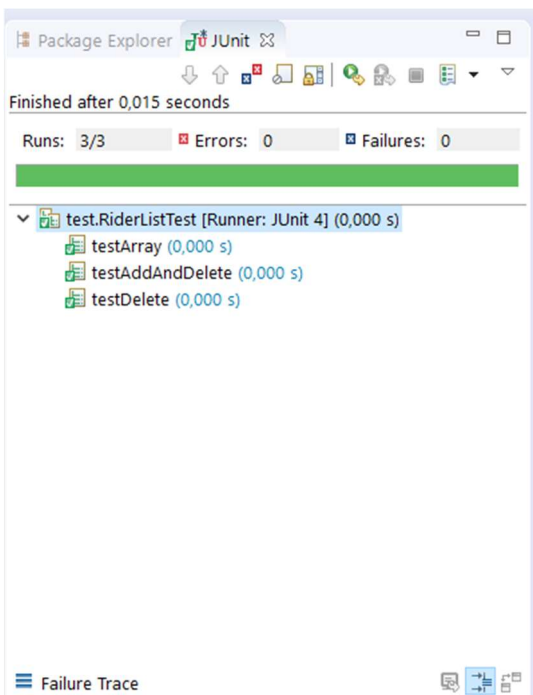 Package Explorer JUnit
Finished after 0,015 seconds
Runs: 3/3 Errors: 0 Failures: 0
test.RiderListTest [Runner: JUnit 4] (0,000 s)
testArray (0,000 s)
testAddAndDelete (0,000 s)
testDelete (0,000 s)
Failure Trace